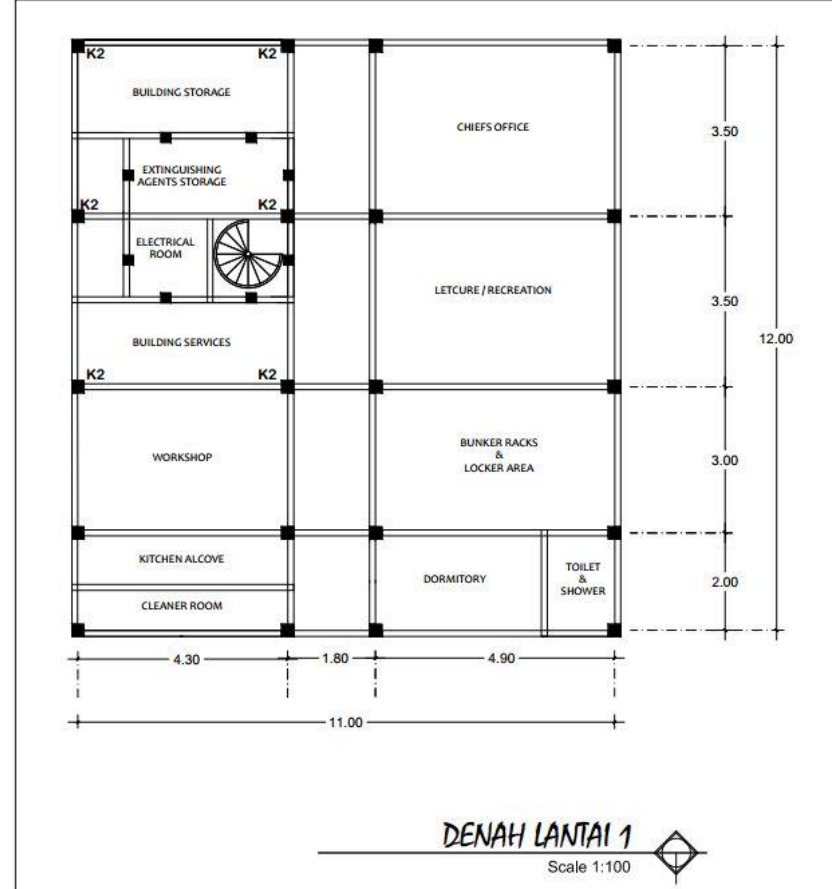 K2
K2
BUILDING STORAGE
CHIEFS OFFICE
3.50
EXTINGUISHING
AGENTS STORAGE
K2
K2
ELECTRICAL
ROOM
LETCURE / RECREATION
3.50
12.00
BUILDING SERVICES
K2
K2
WORKSHOP
BUNKER RACKS
&
LOCKER AREA
3.00
KITCHEN ALCOVE
DORMITORY
TOILET
&
SHOWER
2.00
CLEANER ROOM
4.30
1.80
4.90
11.00
DENAH LANTAI 1
Scale 1:100